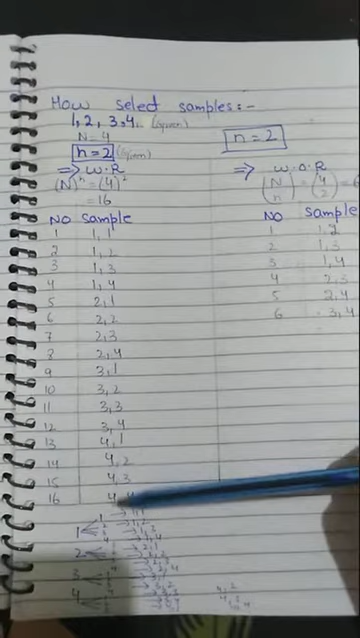 How select samples:-
1, 2, 3, 4. (given)
N = 4
n = 2 (given)
n = 2
⇒ W.R
(N)^n = (4)^2
= 16
NO Sample
1 1, 1
2 1, 2
3 1, 3
4 1, 4
5 2, 1
6 2, 2
7 2, 3
8 2, 4
9 3, 1
10 3, 2
11 3, 3
12 3, 4
13 4, 1
14 4, 2
15 4, 3
16 4, 4
⇒ W.O.R
(N n) = (4 2) = 6
NO Sample
1 1, 2
2 1, 3
3 1, 4
4 2, 3
5 2, 4
6 3, 4
1
2
3
4